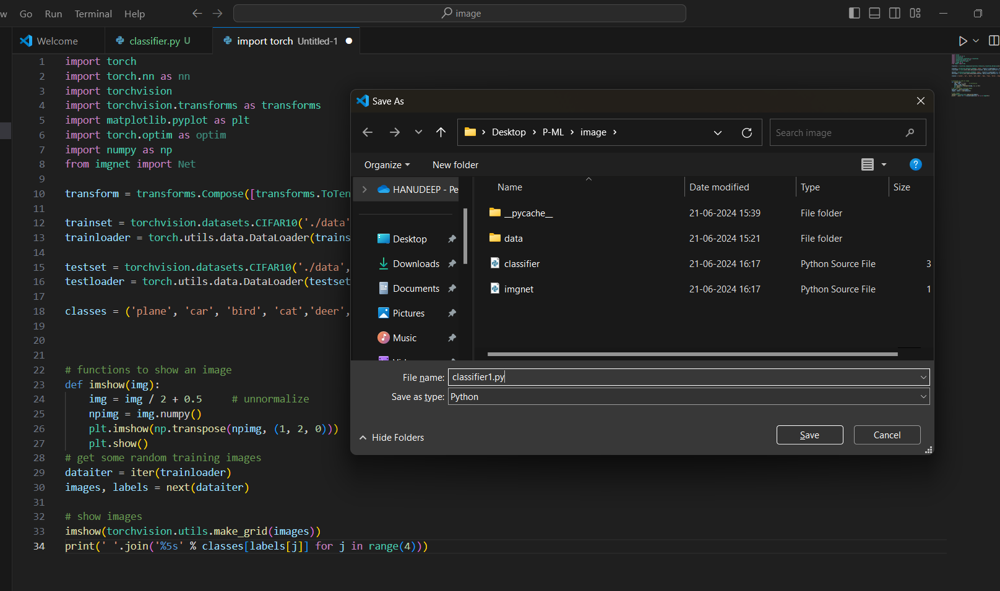 w Go Run Terminal Help
image
Welcome
classifier.py U
import torch Untitled-1
1 import torch
2 import torch.nn as nn
3 import torchvision
4 import torchvision.transforms as transforms
5 import matplotlib.pyplot as plt
6 import torch.optim as optim
7 import numpy as np
8 from imgnet import Net
9
10 transform = transforms.Compose([transforms.ToTen
11
12 trainset = torchvision.datasets.CIFAR10('./data'
13 trainloader = torch.utils.data.DataLoader(trains
14
15 testset = torchvision.datasets.CIFAR10('./data',
16 testloader = torch.utils.data.DataLoader(testset
17
18 classes = ('plane', 'car', 'bird', 'cat','deer',
19
20
21
22 # functions to show an image
23 def imshow(img):
24 img = img / 2 + 0.5 # unnormalize
25 npimg = img.numpy()
26 plt.imshow(np.transpose(npimg, (1, 2, 0)))
27 plt.show()
28 # get some random training images
29 dataiter = iter(trainloader)
30 images, labels = next(dataiter)
31
32 # show images
33 imshow(torchvision.utils.make_grid(images))
34 print(' '.join('%5s' % classes[labels[j]] for j in range(4)))
Save As
Desktop > P-ML > image >
Search image
Organize
New folder
?
HANUDEEP - Pe
Desktop
Downloads
Documents
Pictures
Music
Name Date modified Type Size
__pycache__ 21-06-2024 15:39 File folder
data 21-06-2024 15:21 File folder
classifier 21-06-2024 16:17 Python Source File 3
imgnet 21-06-2024 16:17 Python Source File 1
File name: classifier1.py
Save as type: Python
Hide Folders
Save
Cancel